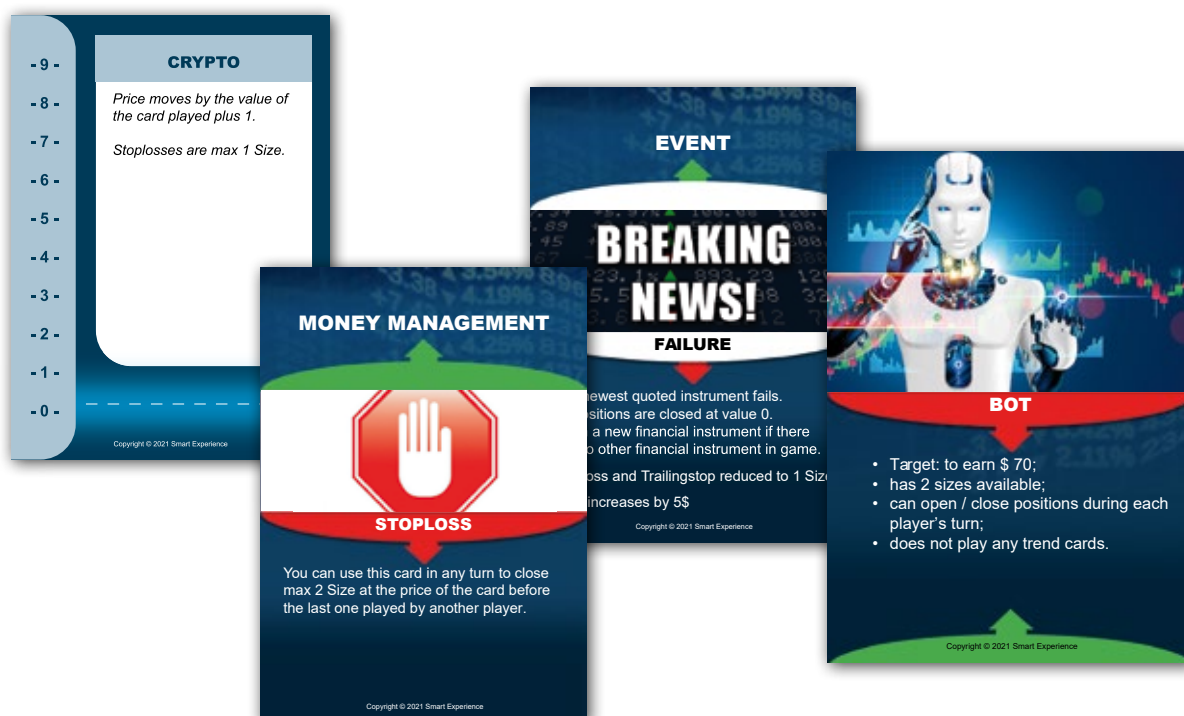 - 9 -
- 8 -
- 7 -
- 6 -
- 5 -
- 4 -
- 3 -
- 2 -
- 1 -
- 0 -
CRYPTO
Price moves by the value of
the card played plus 1.
Stoplosses are max 1 Size.
Copyright © 2021 Smart Experience
MONEY MANAGEMENT
STOPLOSS
You can use this card in any turn to close
max 2 Size at the price of the card before
the last one played by another player.
Copyright © 2021 Smart Experience
EVENT
BREAKING
NEWS!
FAILURE
newest quoted instrument fails.
are closed at value 0.
a new financial instrument if there
other financial instrument in game.
and Trailingstop reduced to 1
increases by 5$
Copyright © 2021 Smart Experience
BOT
• Target: to earn $ 70;
• has 2 sizes available;
• can open / close positions during each
player's turn;
• does not play any trend cards.
Copyright © 2021 Smart Experience